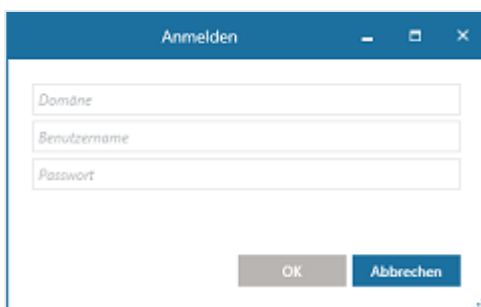 Anmelden
Domäne
Benutzername
Passwort
OK Abbrechen